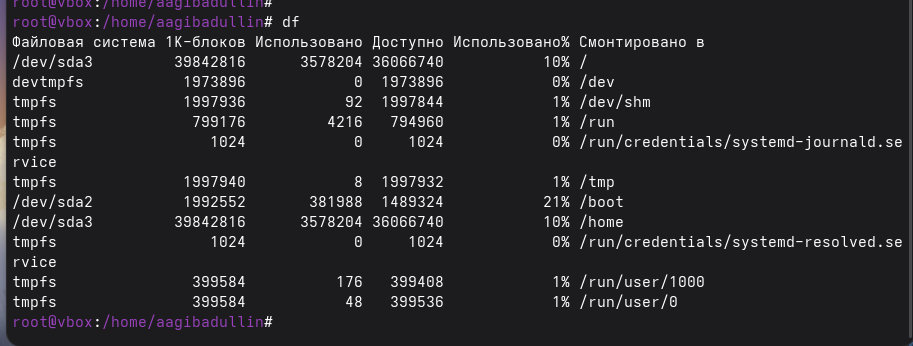 root@vbox:/home/aagibadullin#
root@vbox:/home/aagibadullin# df
Файловая система 1K-блоков Использовано Доступно Использовано% Смонтировано в
/dev/sda3 39842816 3578204 36066740 10% /
devtmpfs 1973896 0 1973896 0% /dev
tmpfs 1997936 92 1997844 1% /dev/shm
tmpfs 799176 4216 794960 1% /run
tmpfs 1024 0 1024 0% /run/credentials/systemd-journald.se
rvice
tmpfs 1997940 8 1997932 1% /tmp
/dev/sda2 1992552 381988 1489324 21% /boot
/dev/sda3 39842816 3578204 36066740 10% /home
tmpfs 1024 0 1024 0% /run/credentials/systemd-resolved.se
rvice
tmpfs 399584 176 399408 1% /run/user/1000
tmpfs 399584 48 399536 1% /run/user/0
root@vbox:/home/aagibadullin#